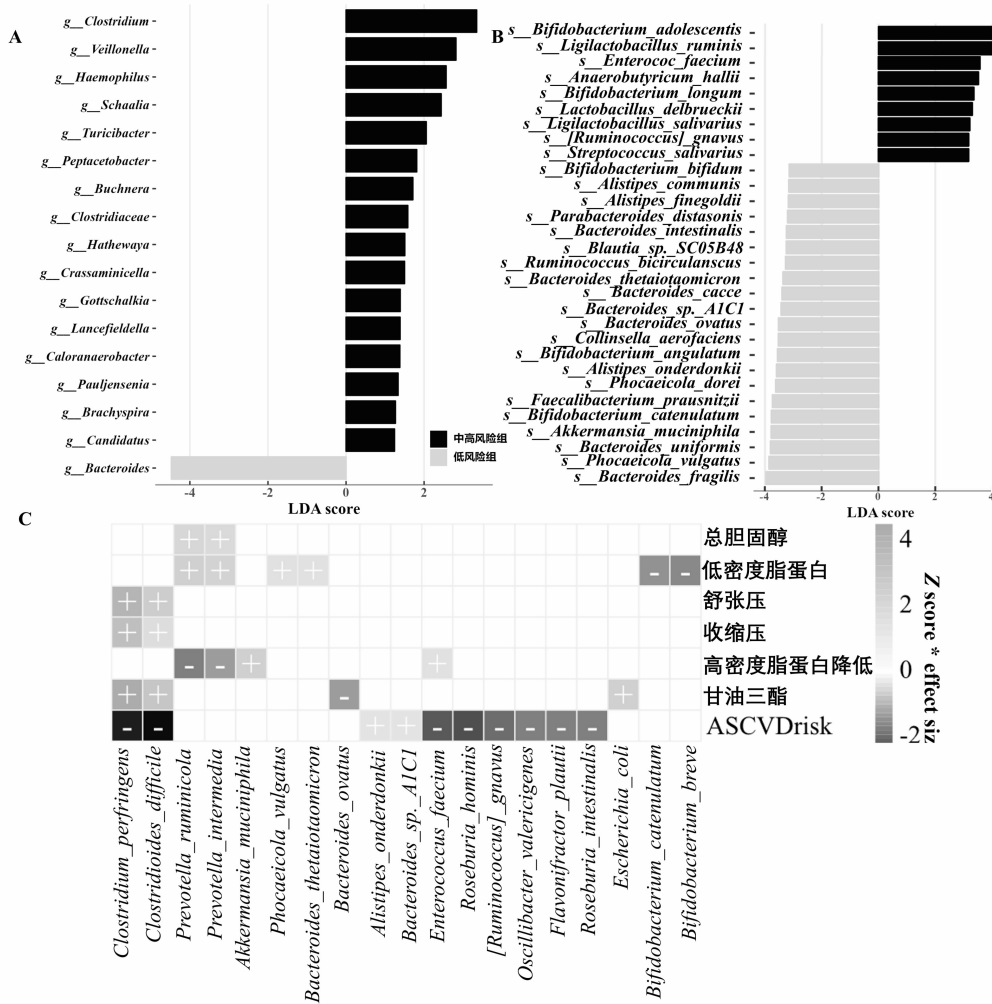 A
g__Clostridium
g__Veillonella
g__Haemophilus
g__Schaalia
g__Turicibacter
g__Peptacetobacter
g__Buchnera
g__Clostridiaceae
g__Hathewaya
g__Crassaminicella
g__Gottschalkia
g__Lancefieldella
g__Caloranaerobacter
g__Pauljensenia
g__Brachyspira
g__Candidatus
g__Bacteroides
中高风险组
低风险组
-4 -2 0 2
LDA score
B
s__Bifidobacterium_adolescentis
s__Ligilactobacillus_ruminis
s__Enterococ_faecium
s__Anaerobutyricum_hallii
s__Bifidobacterium_longum
s__Lactobacillus_delbrueckii
s__Ligilactobacillus_salivarius
s__[Ruminococcus]_gnavus
s__Streptococcus_salivarius
s__Bifidobacterium_bifidum
s__Alistipes_communis
s__Alistipes_finegoldii
s__Parabacteroides_distasonis
s__Bacteroides_intestinalis
s__Blautia_sp._SC05B48
s__Ruminococcus_bicirculanscus
s__Bacteroides_thetaiotaomicron
s__Bacteroides_cacce
s__Bacteroides_sp._A1C1
s__Bacteroides_ovatus
s__Collinsella_aerofaciens
s__Bifidobacterium_angulatum
s__Alistipes_onderdonkii
s__Phocaeicola_dorei
s__Faecalibacterium_prausnitzii
s__Bifidobacterium_catenulatum
s__Akkermansia_muciniphila
s__Bacteroides_uniformis
s__Phocaeicola_vulgatus
s__Bacteroides_fragilis
-4 -2 0 2 4
LDA score
C
+ + 总胆固醇
+ + + + - - 低密度脂蛋白
+ + 舒张压
+ + 收缩压
- - + + 高密度脂蛋白降低
+ + - + 甘油三酯
- - + + - - - - - - ASCVDrisk
Clostridium_perfringens
Clostridioides_difficile
Prevotella_ruminicola
Prevotella_intermedia
Akkermansia_muciniphila
Phocaeicola_vulgatus
Bacteroides_thetaiotaomicron
Bacteroides_ovatus
Alistipes_onderdonkii
Bacteroides_sp._A1C1
Enterococcus_faecium
Roseburia_hominis
[Ruminococcus]_gnavus
Oscillibacter_valericigenes
Flavonifractor_plautii
Roseburia_intestinalis
Escherichia_coli
Bifidobacterium_catenulatum
Bifidobacterium_breve
4
2
0
-2
Z score * effect siz